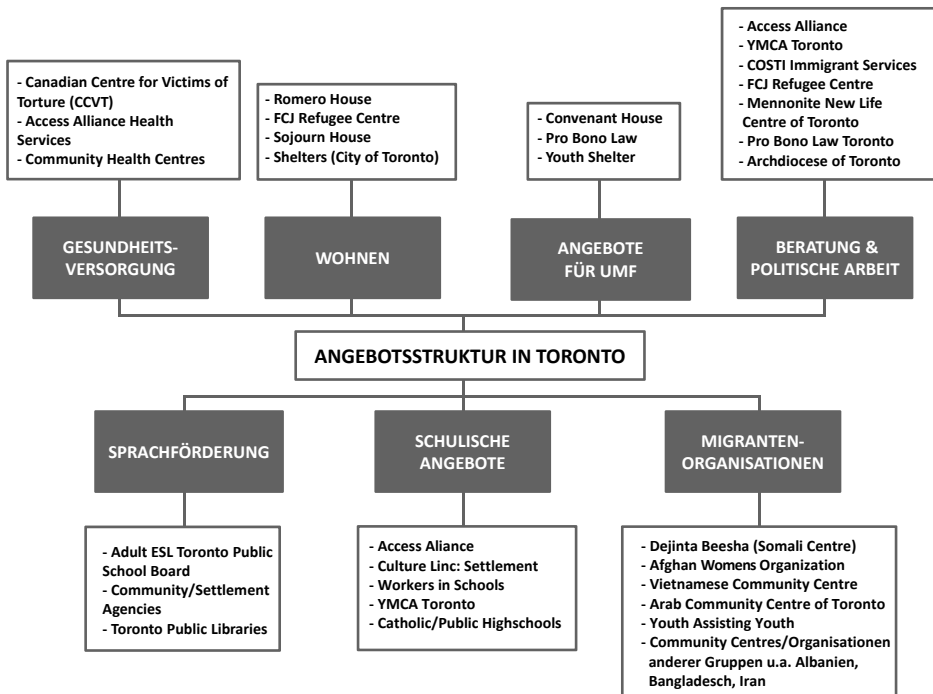 - Canadian Centre for Victims of
Torture (CCVT)
- Access Alliance Health
Services
- Community Health Centres
- Romero House
- FCJ Refugee Centre
- Sojourn House
- Shelters (City of Toronto)
- Convenant House
- Pro Bono Law
- Youth Shelter
- Access Alliance
- YMCA Toronto
- COSTI Immigrant Services
- FCJ Refugee Centre
- Mennonite New Life
Centre of Toronto
- Pro Bono Law Toronto
- Archdiocese of Toronto
GESUNDHEITS-
VERSORGUNG
WOHNEN
ANGEBOTE
FÜR UMF
BERATUNG &
POLITISCHE ARBEIT
ANGEBOTSSTRUKTUR IN TORONTO
SPRACHFÖRDERUNG
SCHULISCHE
ANGEBOTE
MIGRANTEN-
ORGANISATIONEN
- Adult ESL Toronto Public
School Board
- Community/Settlement
Agencies
- Toronto Public Libraries
- Access Aliance
- Culture Linc: Settlement
- Workers in Schools
- YMCA Toronto
- Catholic/Public Highschools
- Dejinta Beesha (Somali Centre)
- Afghan Womens Organization
- Vietnamese Community Centre
- Arab Community Centre of Toronto
- Youth Assisting Youth
- Community Centres/Organisationen
anderer Gruppen u.a. Albanien,
Bangladesch, Iran